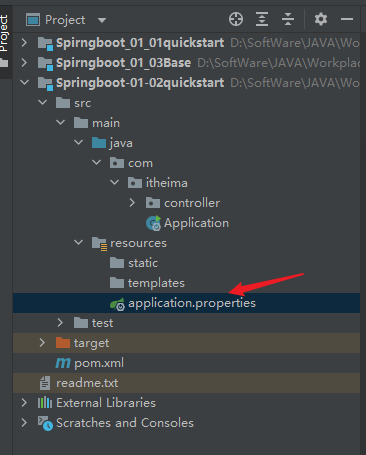 Project
Project
Spirngboot_01_01quickstart D:\SoftWare\JAVA\Wo
Spirngboot_01_03Base D:\SoftWare\JAVA\Workplac
Springboot-01-02quickstart D:\SoftWare\JAVA\Wo
src
main
java
com
itheima
controller
Application
resources
static
templates
application.properties
test
target
pom.xml
readme.txt
External Libraries
Scratches and Consoles